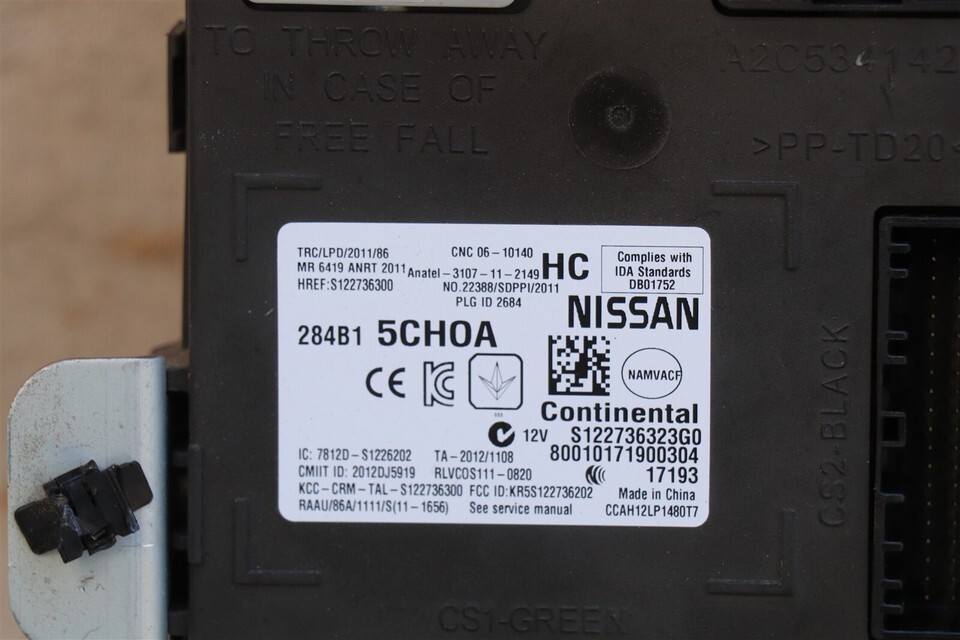 TO THROW AWAY
IN CASE OF
FREE FALL
A2C534142
>PP-TD20<
TRC/LPD/2011/86
CNC 06-10140
MR 6419 ANRT 2011
Anatel-3107-11-2149
HC
HREF:S122736300
NO.22388/SDPPI/2011
PLG ID 2684
Complies with
IDA Standards
DB01752
NISSAN
284B1 5CH0A
CE
NAMVACF
Continental
12V
S122736323G0
80010171900304
IC: 7812D-S1226202
TA-2012/1108
17193
CMIIT ID: 2012DJ5919
RLVCOS111-0820
KCC-CRM-TAL-S122736300
FCC ID:KR5S122736202
Made in China
RAAU/86A/1111/S(11-1656)
See service manual
CCAH12LP1480T7
CS2-BLACK
CS1-GREEN